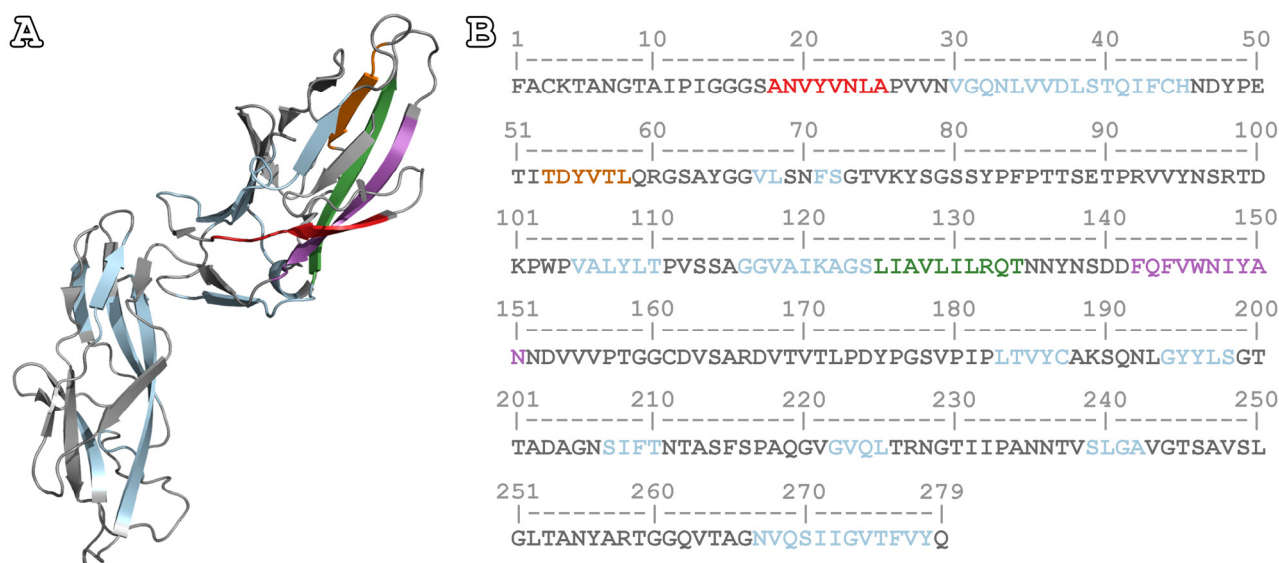 A
B
1 10 20 30 40 50
|--------|---------|---------|---------|---------|
FACKTANGTAIPIGGGSANVYVNLAPVVNVGQNLVVDLSTQIFCHNDYPE
51 60 70 80 90 100
|--------|---------|---------|---------|---------|
TITDYVTLQRGSAYGGVLSNFSGTVKYSGSSYPFPTTSETPRVVYNSRTD
101 110 120 130 140 150
|--------|---------|---------|---------|---------|
KPWPVALYLTPVSSAGGVAIKAGSLIAVLILRQTNNYNSDDFQFVWNIYA
151 160 170 180 190 200
|--------|---------|---------|---------|---------|
NNDVVVPTGGCDVSARDVTVTLPDYPGSVPIPLTVYCAKSQNLGYYLSGT
201 210 220 230 240 250
|--------|---------|---------|---------|---------|
TADAGNSIFTNTASFSPAQGVGVQLTRNGTIIPANNTVSLGAVGTSAVSL
251 260 270 279
|--------|---------|--------|
GLTANYARTGGQVTAGNVQSIIGVTFVYQ